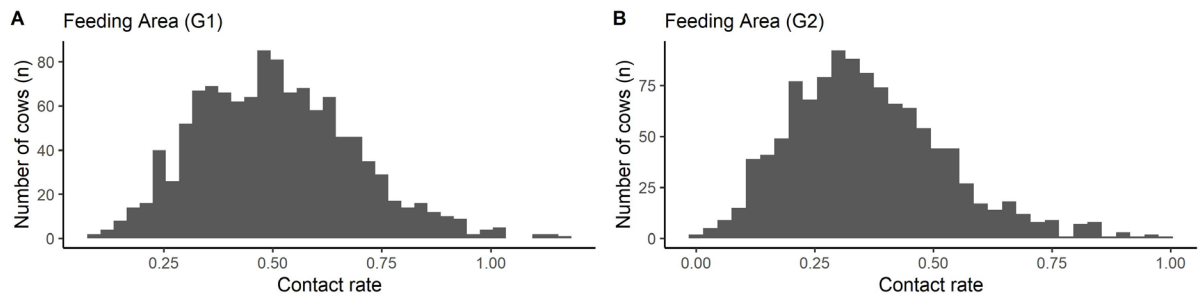 A
Feeding Area (G1)
Number of cows (n)
80
60
40
20
0
0.25 0.50 0.75 1.00
Contact rate
B
Feeding Area (G2)
Number of cows (n)
75
50
25
0
0.00 0.25 0.50 0.75 1.00
Contact rate